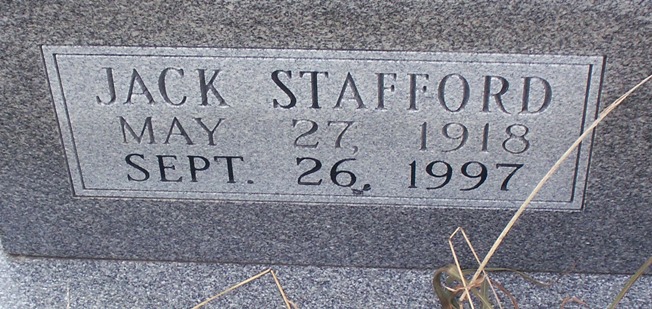 JACK STAFFORD
MAY 27, 1918
SEPT. 26, 1997